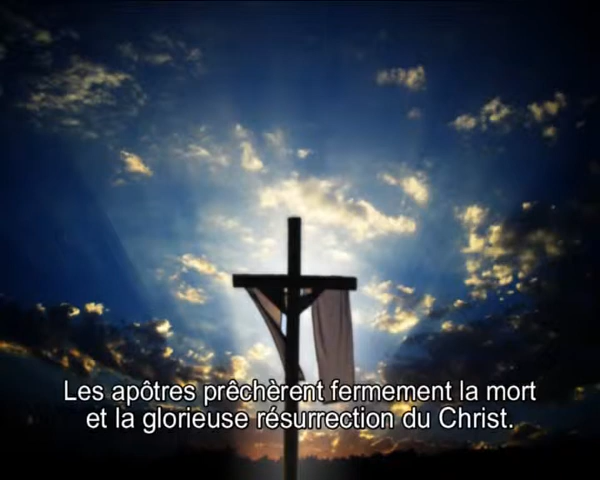 Les apôtres prêchèrent fermement la mort
et la glorieuse résurrection du Christ.